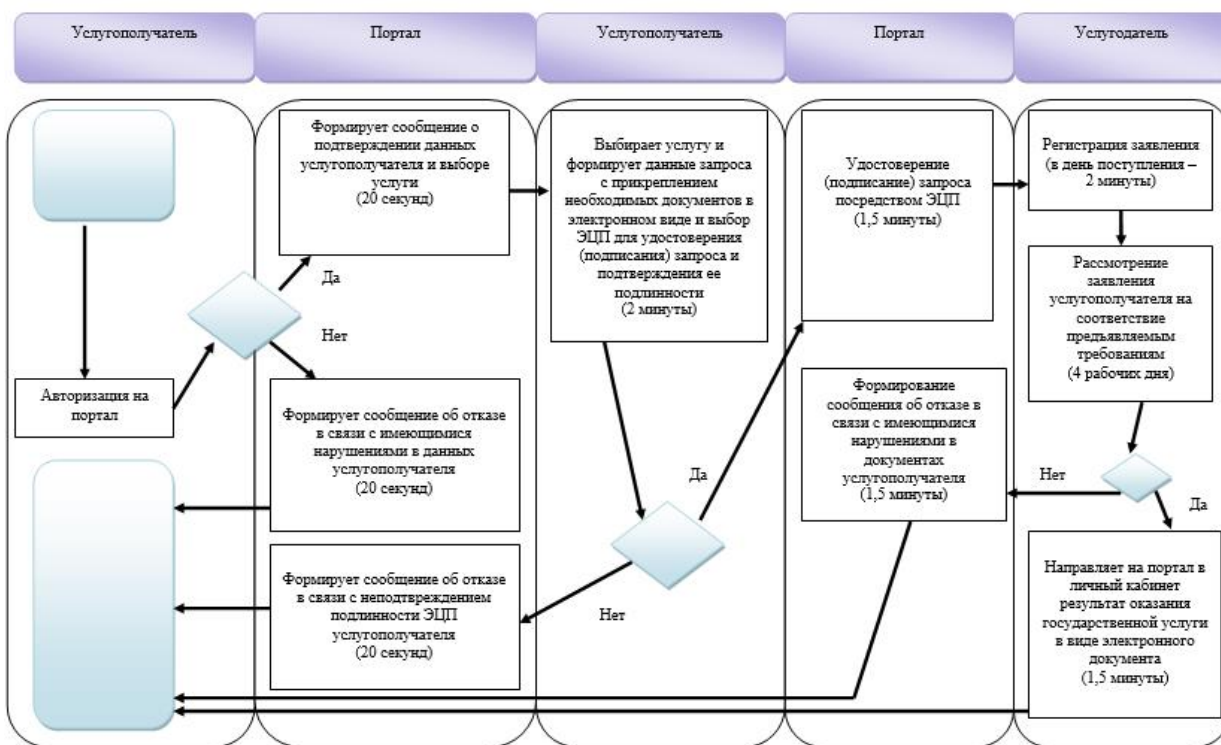 Услугополучатель
Портал
Услугополучатель
Портал
Услугодатель
Авторизация на
портал
Формирует сообщение о
подтверждении данных
услугополучателя и выборе
услуги
(20 секунд)
Да
Нет
Формирует сообщение об отказе
в связи с имеющимися
нарушениями в данных
услугополучателя
(20 секунд)
Формирует сообщение об отказе
в связи с неподтвреждением
подлинности ЭЦП
услугополучателя
(20 секунд)
Выбирает услугу и
формирует данные запроса
с прикреплением
необходимых документов в
электронном виде и выбор
ЭЦП для удостоверения
(подписания) запроса и
подтверждения ее
подлинности
(2 минуты)
Да
Нет
Удостоверение
(подписание) запроса
посредством ЭЦП
(1,5 минуты)
Формирование
сообщения об отказе в
связи с имеющимися
нарушениями в
документах
услугополучателя
(1,5 минуты)
Регистрация заявления
(в день поступления –
2 минуты)
Рассмотрение
заявления
услугополучателя на
соответствие
предъявляемым
требованиям
(4 рабочих дня)
Нет
Да
Направляет на портал в
личный кабинет
результат оказания
государственной услуги
в виде электронного
документа
(1,5 минуты)